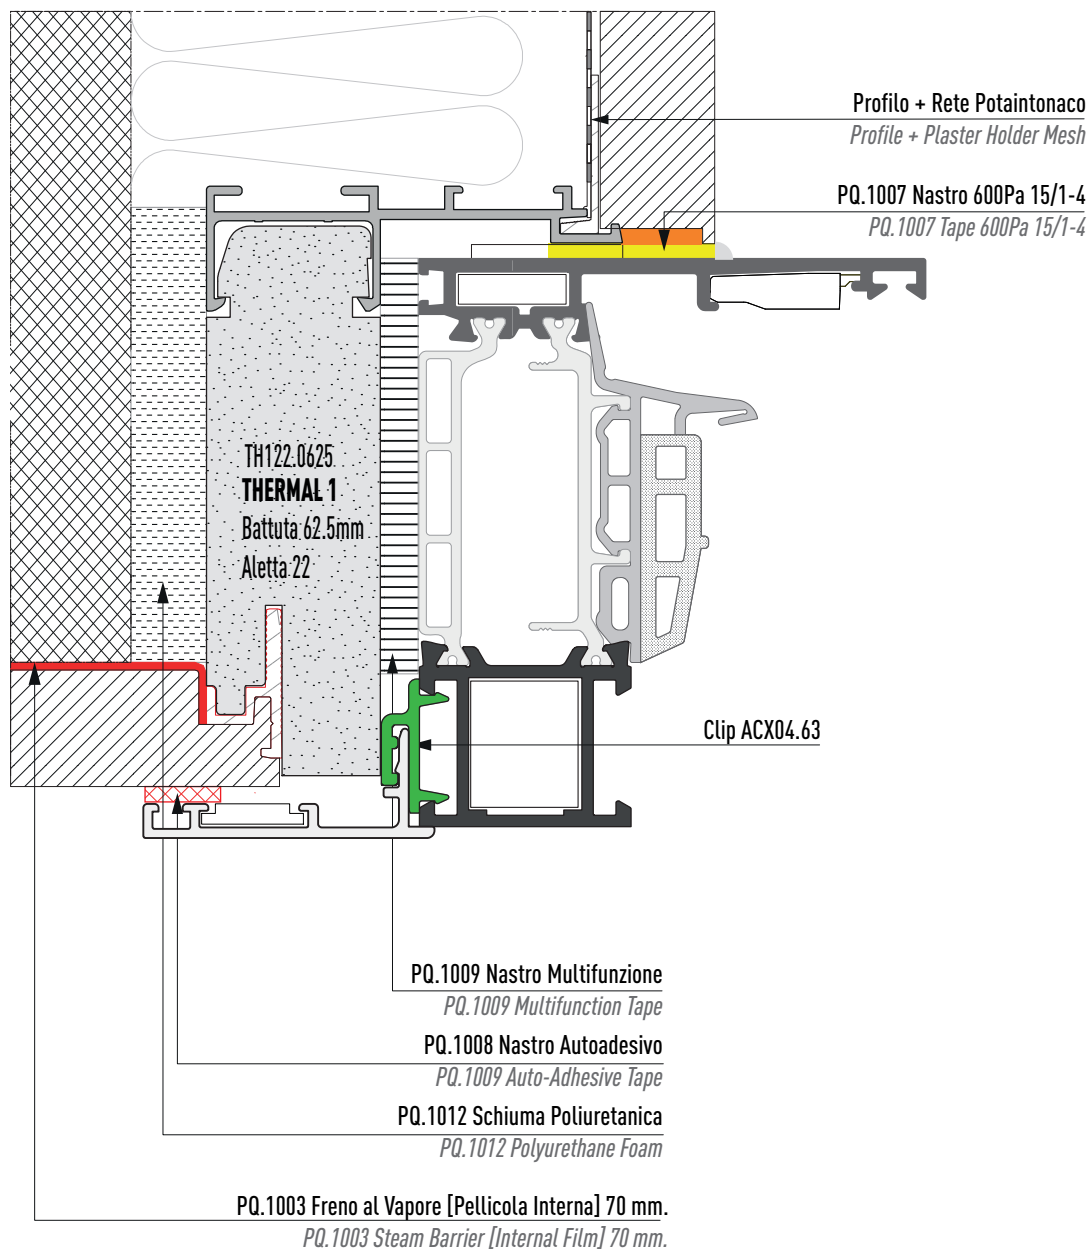 Profilo + Rete Potaintonaco
Profile + Plaster Holder Mesh
PQ.1007 Nastro 600Pa 15/1-4
PQ.1007 Tape 600Pa 15/1-4
TH122.0625
THERMAL 1
Battuta 62.5mm
Aletta 22
Clip ACX04.63
PQ.1009 Nastro Multifunzione
PQ.1009 Multifunction Tape
PQ.1008 Nastro Autoadesivo
PQ.1009 Auto-Adhesive Tape
PQ.1012 Schiuma Poliuretanica
PQ.1012 Polyurethane Foam
PQ.1003 Freno al Vapore [Pellicola Interna] 70 mm.
PQ.1003 Steam Barrier [Internal Film] 70 mm.